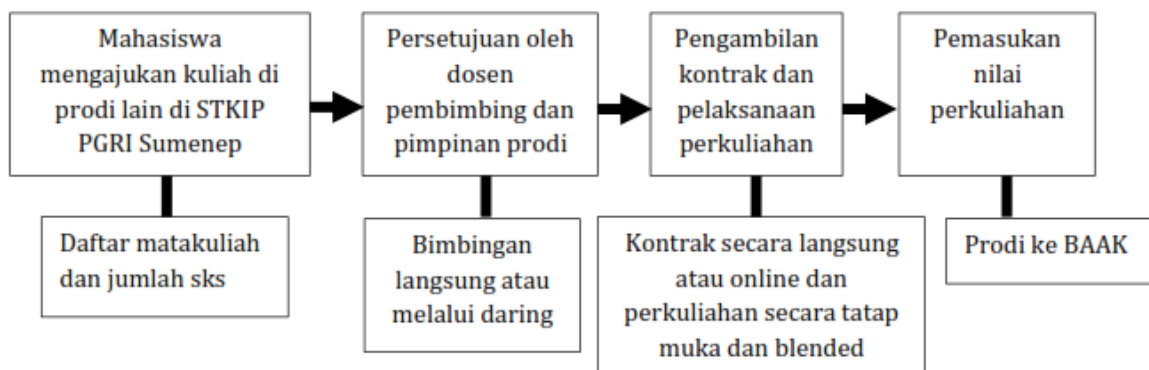 Mahasiswa
mengajukan kuliah di
prodi lain di STKIP
PGRI Sumenep
Persetujuan oleh
dosen
pembimbing dan
pimpinan prodi
Pengambilan
kontrak dan
pelaksanaan
perkuliahan
Pemasukan
nilai
perkuliahan
Daftar matakuliah
dan jumlah sks
Bimbingan
langsung atau
melalui daring
Kontrak secara langsung
atau online dan
perkuliahan secara tatap
muka dan blended
Prodi ke BAAK